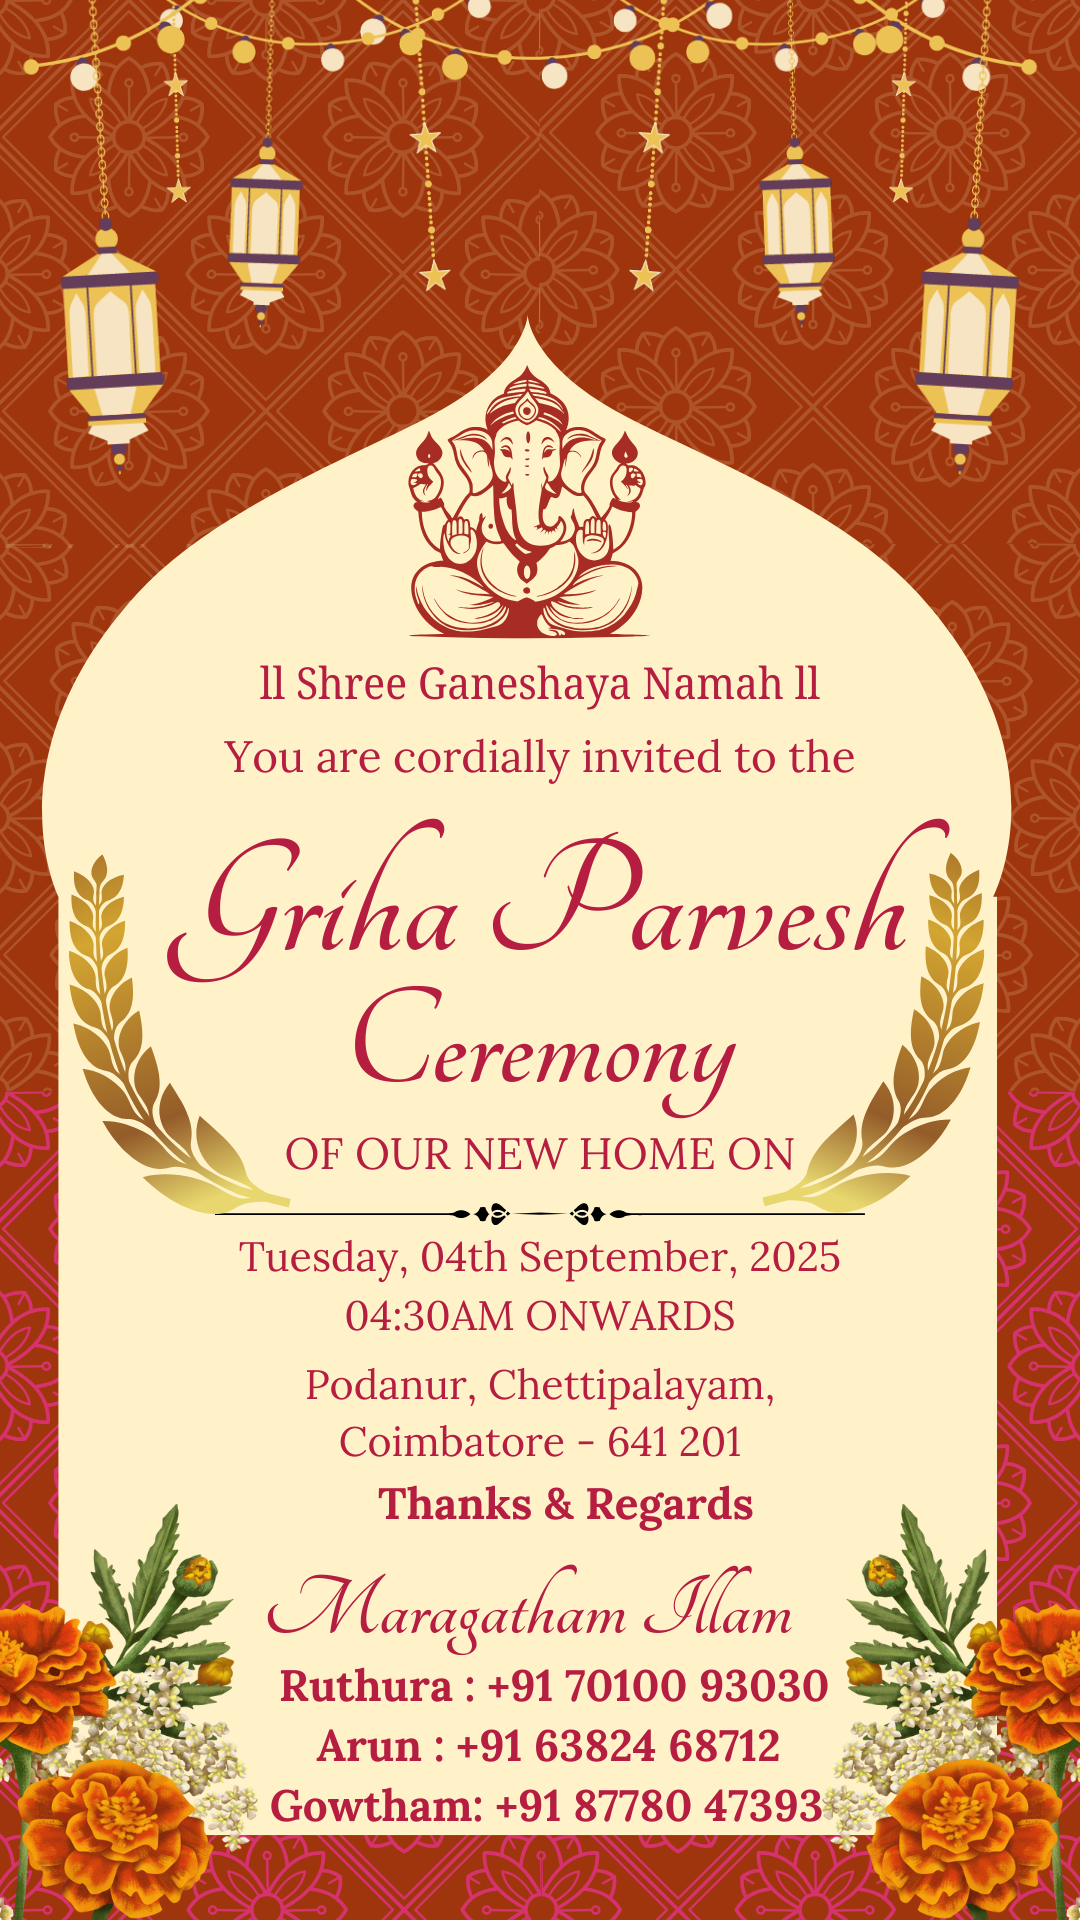 ll Shree Ganeshaya Namah ll
You are cordially invited to the
Griha Parvesh
Ceremony
OF OUR NEW HOME ON
Tuesday, 04th September, 2025
04:30AM ONWARDS
Podanur, Chettipalayam,
Coimbatore - 641 201
Thanks & Regards
Maragatham Illam
Ruthura : +91 70100 93030
Arun : +91 63824 68712
Gowtham: +91 87780 47393